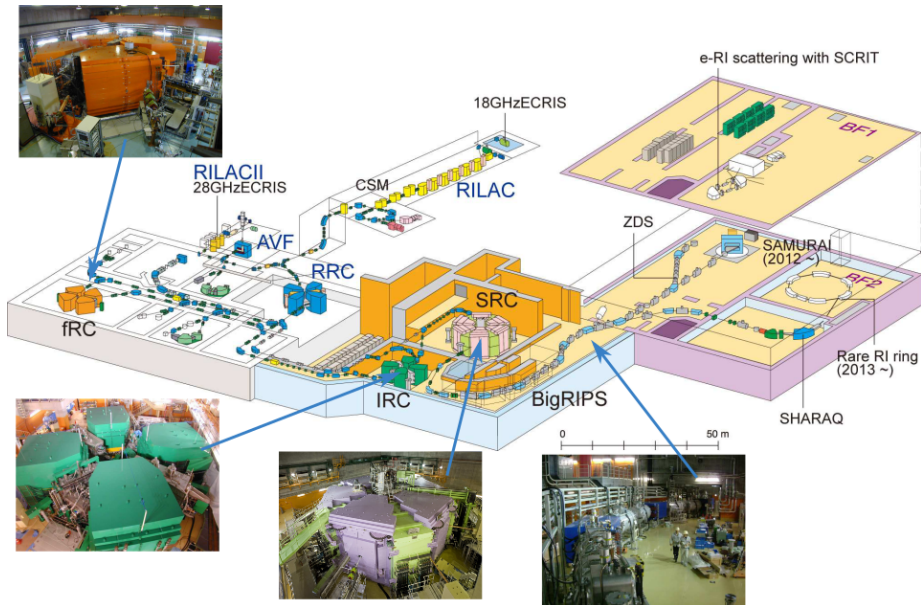 e-RI scattering with SCRIT
18GHzECRIS
BF1
RILACII
28GHzECRIS
CSM
RILAC
AVF
ZDS
RRC
SAMURAI
(2012 ~)
SRC
BF2
fRC
Rare RI ring
(2013 ~)
IRC
BigRIPS
SHARAQ
0 50 m